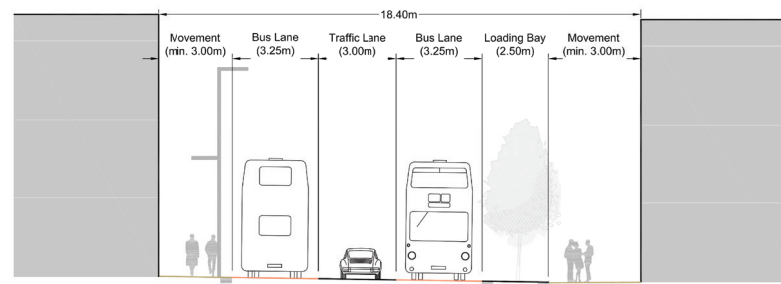 18.40m
Movement
(min. 3.00m)
Bus Lane
(3.25m)
Traffic Lane
(3.00m)
Bus Lane
(3.25m)
Loading Bay
(2.50m)
Movement
(min. 3.00m)